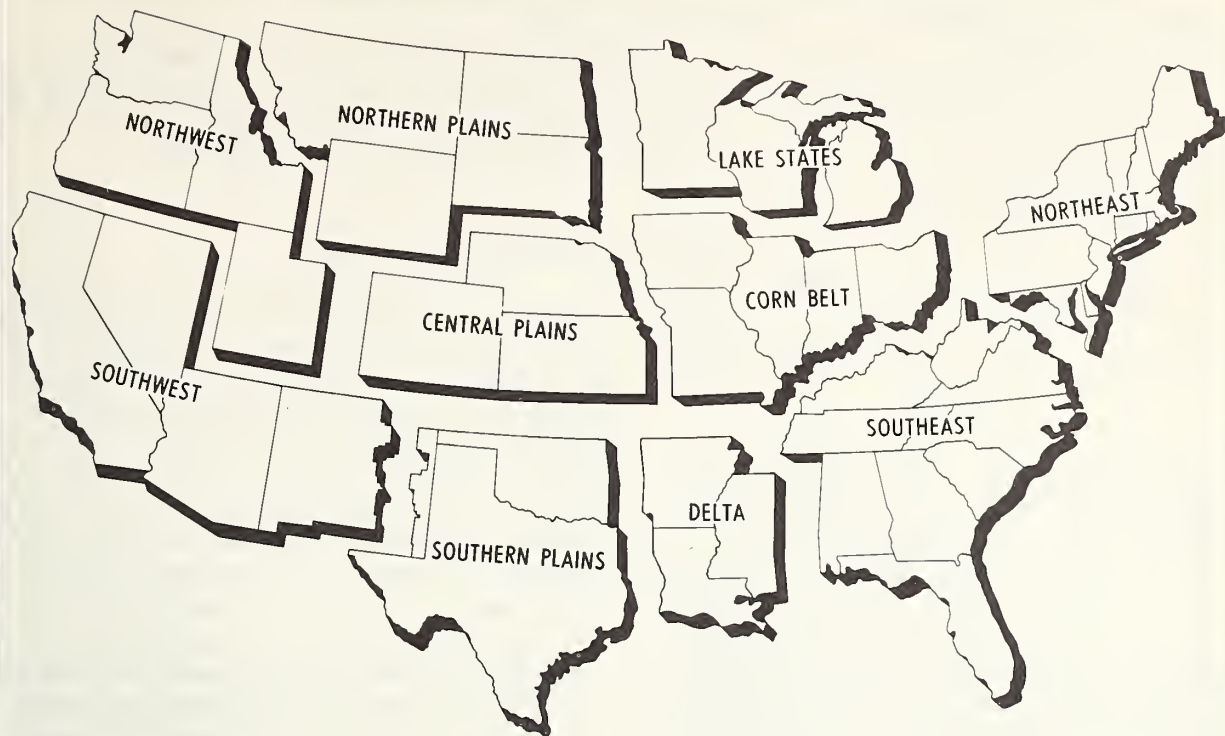 NORTHWEST
NORTHERN PLAINS
LAKE STATES
NORTHEAST
CORN BELT
CENTRAL PLAINS
SOUTHWEST
SOUTHEAST
DELTA
SOUTHERN PLAINS